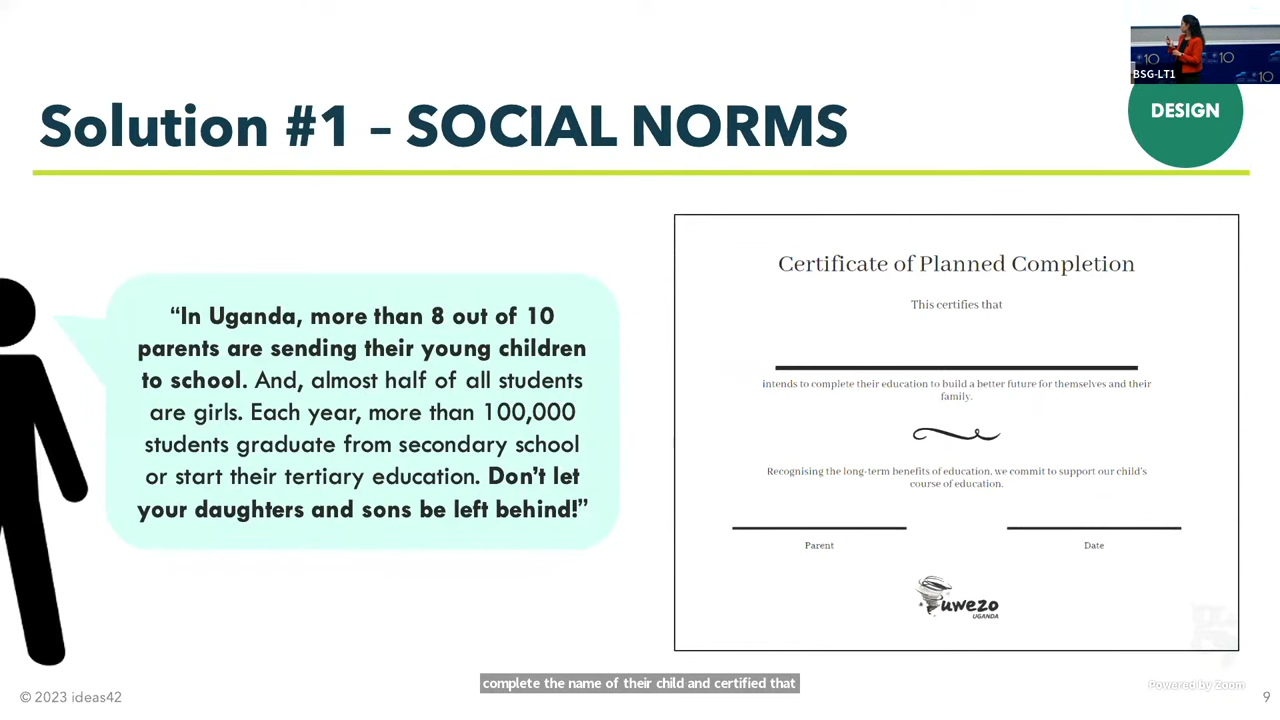 BSG-LT1
10
10
10
DESIGN
Solution #1 – SOCIAL NORMS
“In Uganda, more than 8 out of 10
parents are sending their young children
to school. And, almost half of all students
are girls. Each year, more than 100,000
students graduate from secondary school
or start their tertiary education. Don’t let
your daughters and sons be left behind!”
Certificate of Planned Completion
This certifies that
intends to complete their education to build a better future for themselves and their
family.
Recognising the long-term benefits of education, we commit to support our child's
course of education.
Parent
Date
uwezo
UGANDA
complete the name of their child and certified that
Powered by Zoom
© 2023 ideas42
9